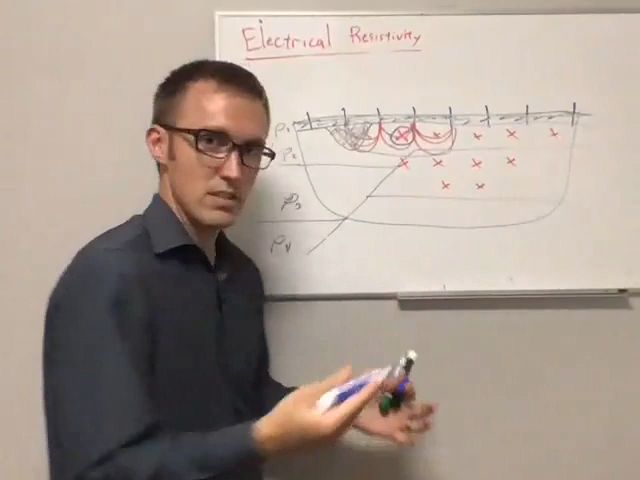 Electrical Resistivity
ρ1
ρ2
ρ3
ρ4